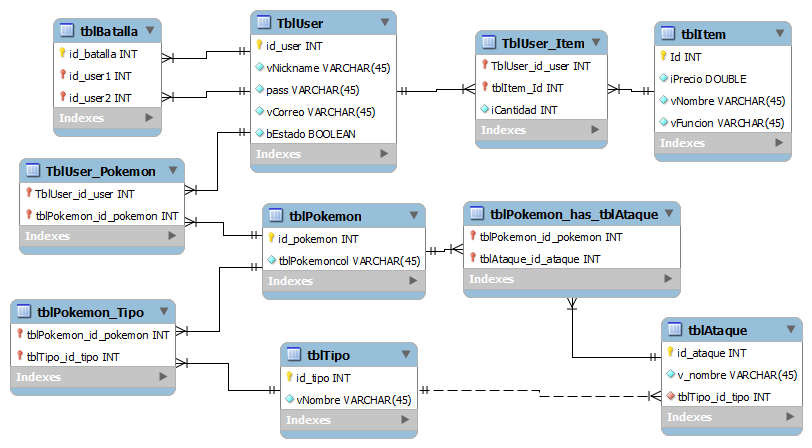 tblBatalla
id_batalla INT
id_user1 INT
id_user2 INT
Indexes
TblUser
id_user INT
vNickname VARCHAR(45)
pass VARCHAR(45)
vCorreo VARCHAR(45)
bEstado BOOLEAN
Indexes
TblUser_Item
TblUser_id_user INT
tblItem_Id INT
iCantidad INT
Indexes
tblItem
Id INT
iPrecio DOUBLE
vNombre VARCHAR(45)
vFuncion VARCHAR(45)
Indexes
TblUser_Pokemon
TblUser_id_user INT
tblPokemon_id_pokemon INT
Indexes
tblPokemon
id_pokemon INT
tblPokemoncol VARCHAR(45)
Indexes
tblPokemon_has_tblAtaque
tblPokemon_id_pokemon INT
tblAtaque_id_ataque INT
Indexes
tblPokemon_Tipo
tblPokemon_id_pokemon INT
tblTipo_id_tipo INT
Indexes
tblTipo
id_tipo INT
vNombre VARCHAR(45)
Indexes
tblAtaque
id_ataque INT
v_nombre VARCHAR(45)
tblTipo_id_tipo INT
Indexes